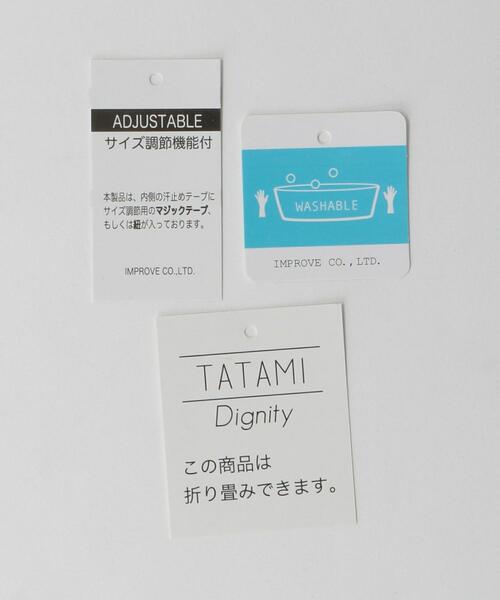 ADJUSTABLE
サイズ調節機能付
本製品は、内側の汗止めテープに
サイズ調節用のマジックテープ、
もしくは紐が入っております。
IMPROVE CO.,LTD.
WASHABLE
IMPROVE CO.,LTD.
TATAMI
Dignity
この商品は
折り畳みできます。